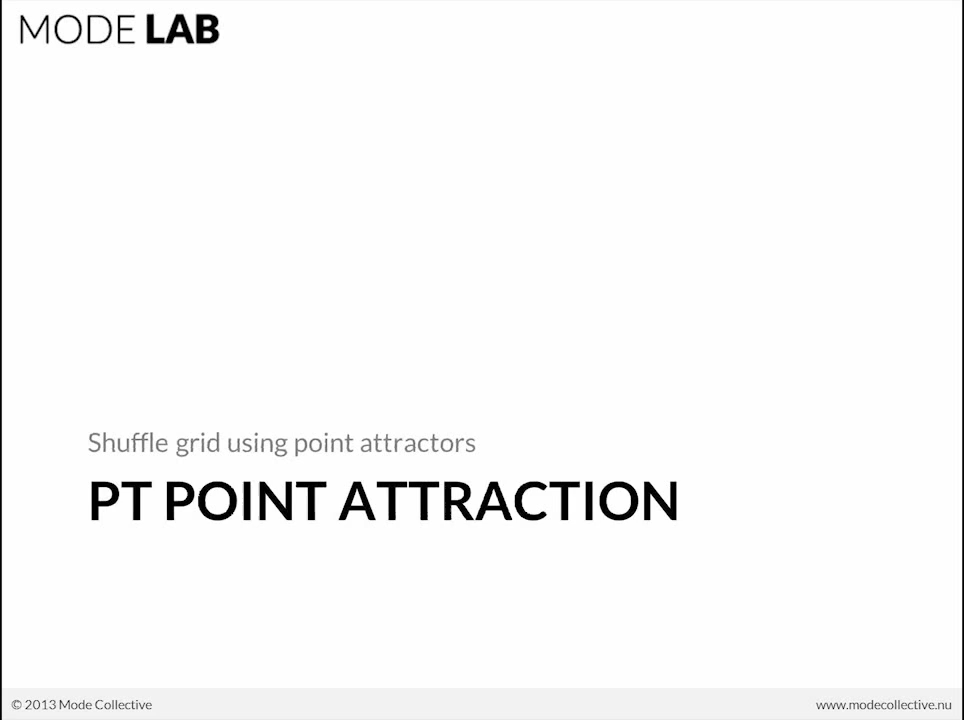 MODE LAB
Shuffle grid using point attractors
PT POINT ATTRACTION
© 2013 Mode Collective
www.modecollective.nu